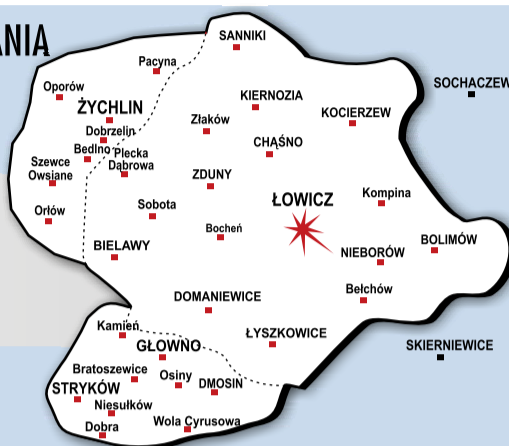 ANIA
SANNIKI
Pacyna
SOCHACZEW
Oporów
KIERNOZIA
ŻYCHLIN
KOCIERZEW
Złaków
Dobrzelin
CHĄŚNO
Bedlno
Plecka
Dąbrowa
Szewce
Owsiane
ZDUNY
Kompina
ŁOWICZ
Sobota
Orłów
Bocheń
BIELAWY
BOLIMÓW
NIEBORÓW
Bełchów
DOMANIEWICE
Kamień
ŁYSZKOWICE
GŁOWNO
SKIERNIEWICE
Bratoszewice
Osiny
STRYKÓW
DMOSIN
Niesułków
Wola Cyrusowa
Dobra